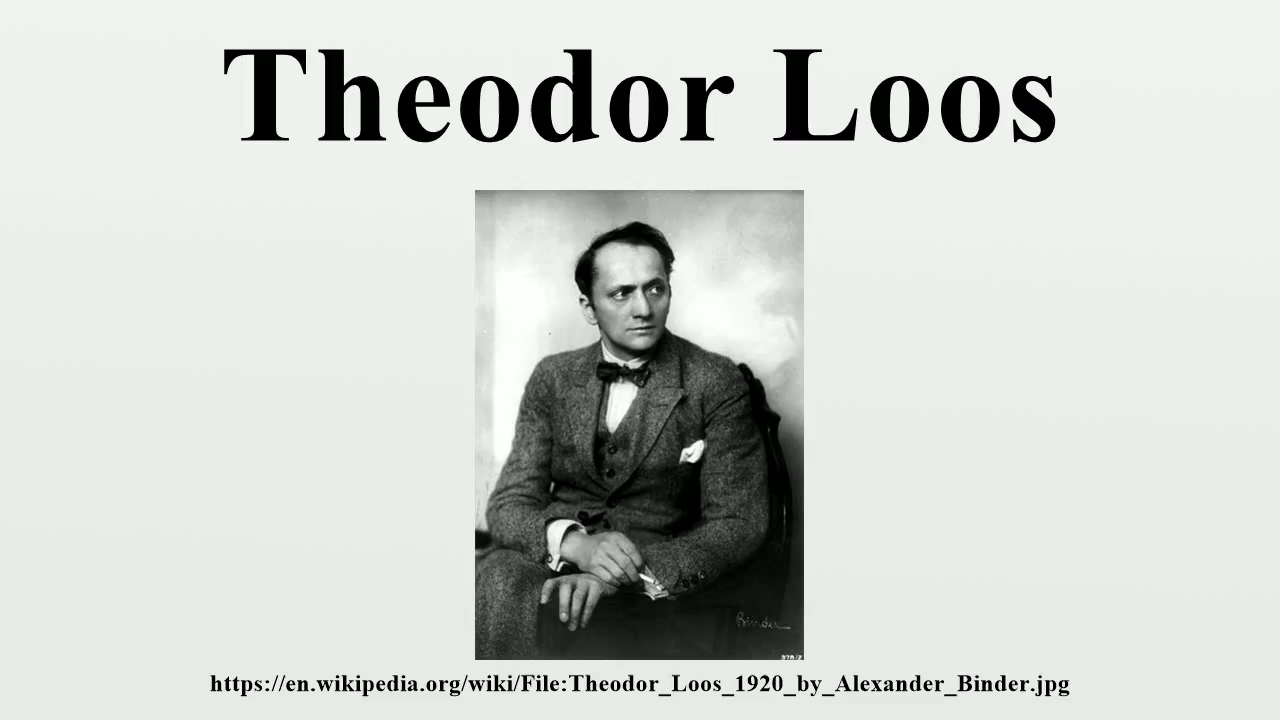 Theodor Loos
Binder
https://en.wikipedia.org/wiki/File:Theodor_Loos_1920_by_Alexander_Binder.jpg